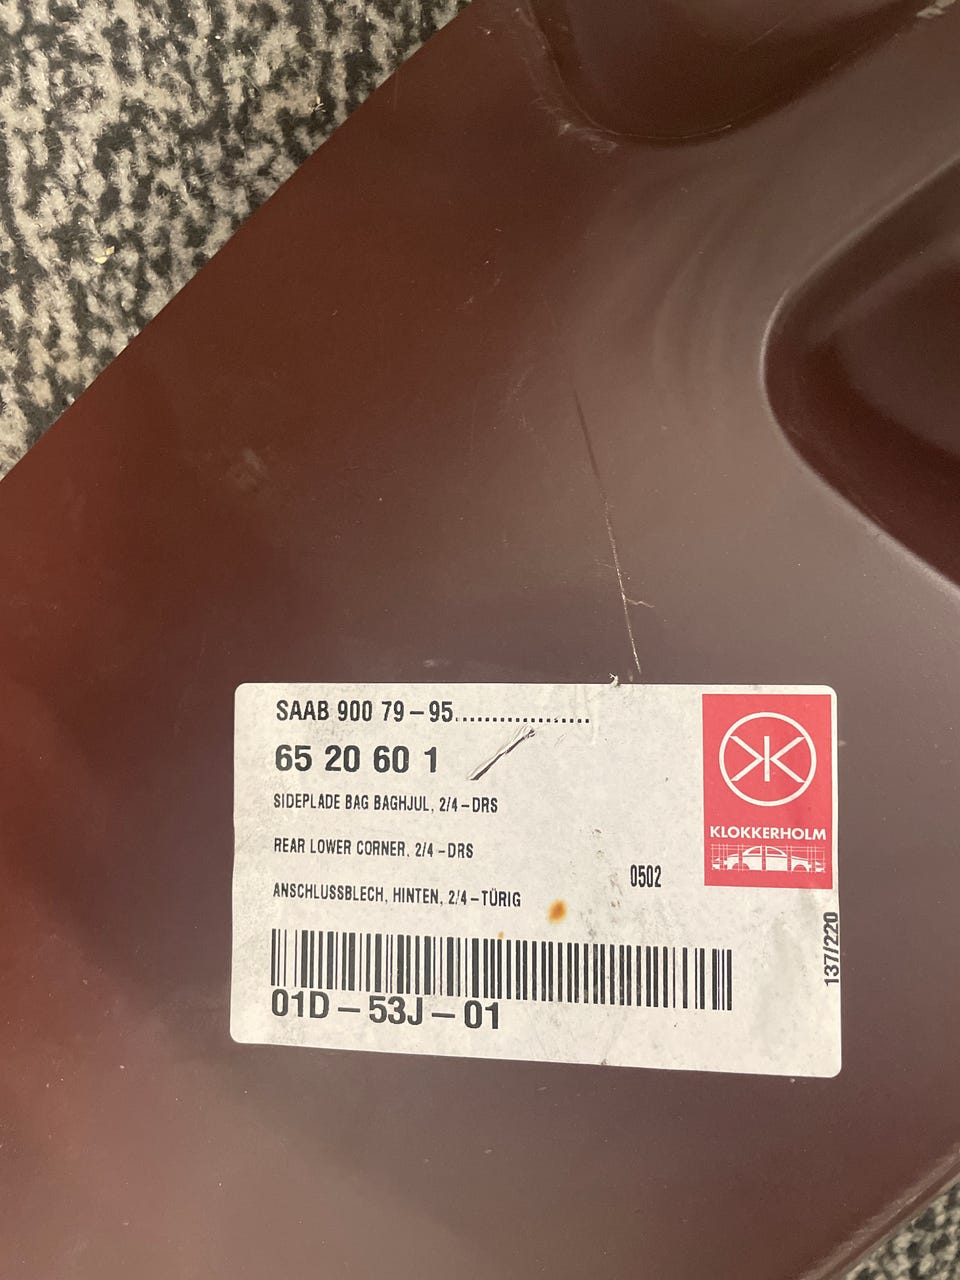 SAAB 900 79-95...................
65 20 60 1
SIDEPLADE BAG BAGHJUL, 2/4-DRS
REAR LOWER CORNER, 2/4-DRS
0502
ANSCHLUSSBLECH, HINTEN, 2/4-TÜRIG
01D-53J-01
KLOKKERHOLM
137/220